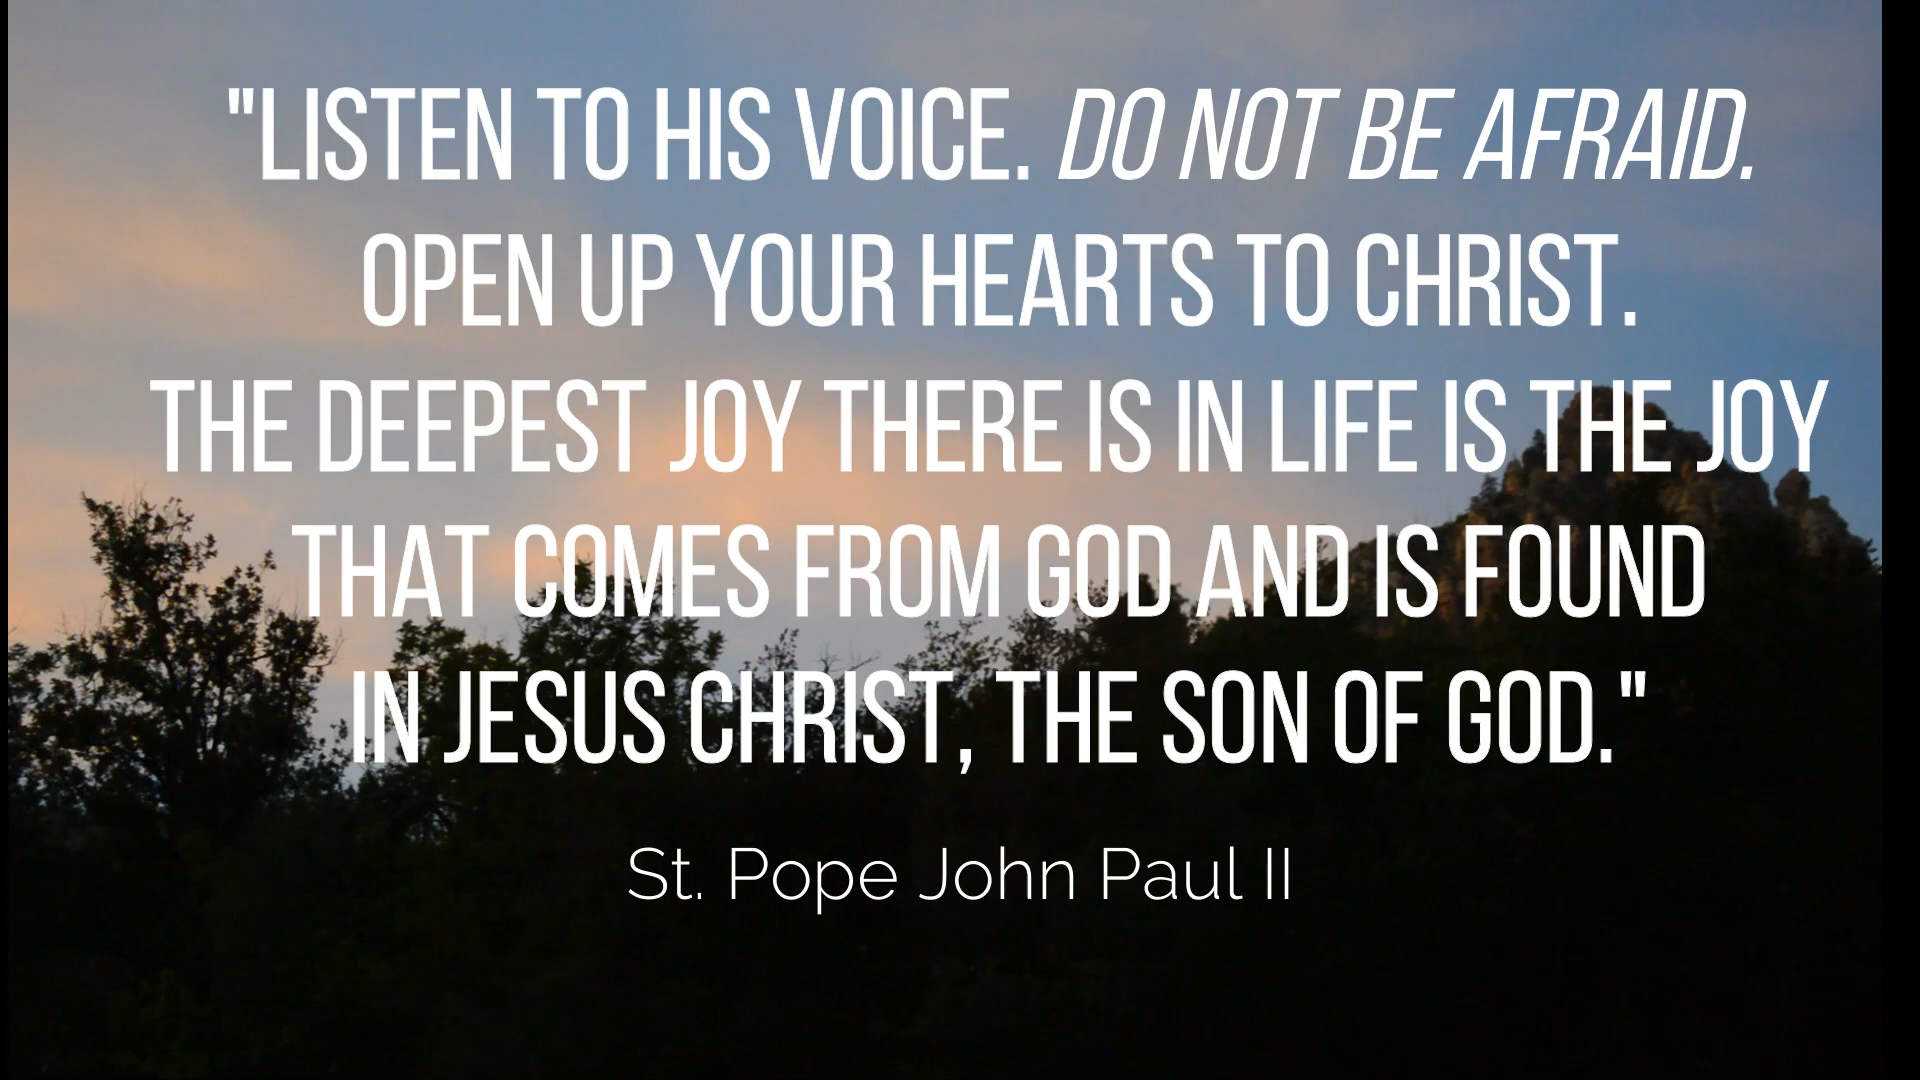 "LISTEN TO HIS VOICE. DO NOT BE AFRAID.
OPEN UP YOUR HEARTS TO CHRIST.
THE DEEPEST JOY THERE IS IN LIFE IS THE JOY
THAT COMES FROM GOD AND IS FOUND
IN JESUS CHRIST, THE SON OF GOD."
St. Pope John Paul II